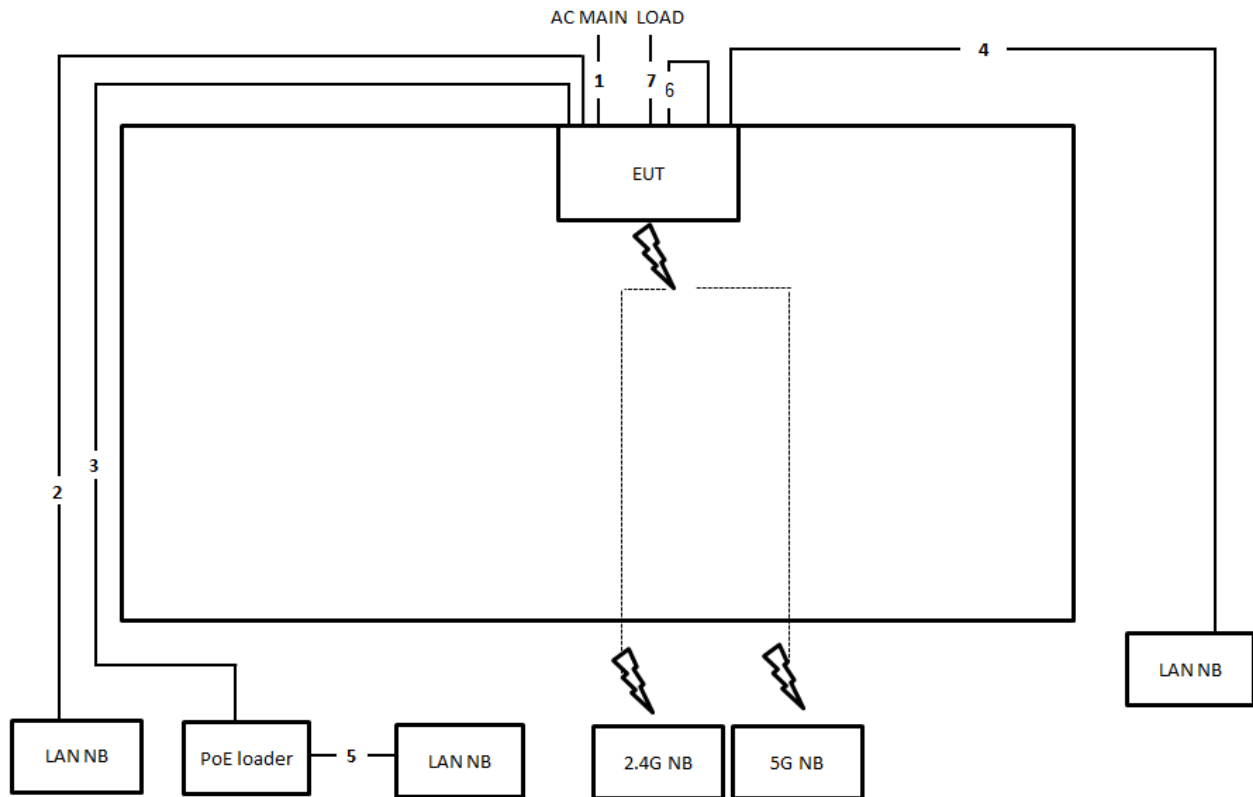 AC MAIN LOAD
4
1
7
6
EUT
3
2
LAN NB
LAN NB
PoE loader
5
LAN NB
2.4G NB
5G NB